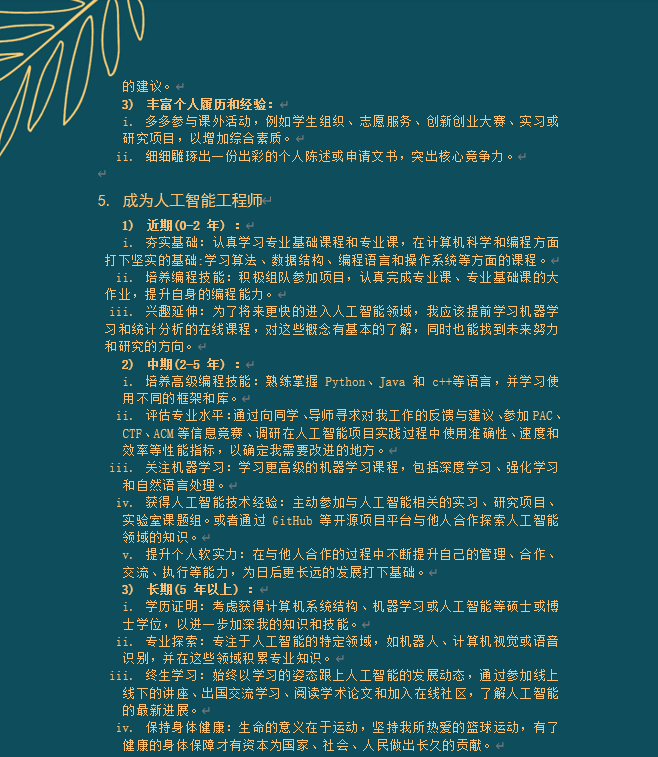 的建议。
3) 丰富个人履历和经验：
i. 多多参与课外活动，例如学生组织、志愿服务、创新创业大赛、实习或
研究项目，以增加综合素质。
ii. 细细雕琢出一份出彩的个人陈述或申请文书，突出核心竞争力。
5. 成为人工智能工程师
1) 近期(0-2 年) ：
i. 夯实基础：认真学习专业基础课程和专业课，在计算机科学和编程方面
打下坚实的基础:学习算法、数据结构、编程语言和操作系统等方面的课程。
ii. 培养编程技能：积极组队参加项目，认真完成专业课、专业基础课的大
作业，提升自身的编程能力。
iii. 兴趣延伸：为了将来更快的进入人工智能领域，我应该提前学习机器学
习和统计分析的在线课程，对这些概念有基本的了解，同时也能找到未来努力
和研究的方向。
2) 中期(2-5 年) ：
i. 培养高级编程技能：熟练掌握 Python、Java 和 c++等语言，并学习使
用不同的框架和库。
ii. 评估专业水平:通过向同学、导师寻求对我工作的反馈与建议、参加 PAC、
CTF、ACM 等信息竞赛、调研在人工智能项目实践过程中使用准确性、速度和
效率等性能指标，以确定我需要改进的地方。
iii. 关注机器学习：学习更高级的机器学习课程，包括深度学习、强化学习
和自然语言处理。
iv. 获得人工智能技术经验：主动参加与人工智能相关的实习、研究项目、
实验室课题组。或者通过 GitHub 等开源项目平台与他人合作探索人工智能
领域的知识。
v. 提升个人软实力：在与他人合作的过程中不断提升自己的管理、合作、
交流、执行等能力，为日后更长远的发展打下基础。
3) 长期(5 年以上) ：
i. 学历证明：考虑获得计算机系统结构、机器学习或人工智能等硕士或博
士学位，以进一步加深我的知识和技能。
ii. 专业探索：专注于人工智能的特定领域，如机器人、计算机视觉或语音
识别，并在这些领域积累专业知识。
iii. 终生学习：始终以学习的姿态跟上人工智能的发展动态，通过参加线上
线下的讲座、出国交流学习、阅读学术论文和加入在线社区，了解人工智能
的最新进展。
iv. 保持身体健康：生命的意义在于运动，坚持我所热爱的篮球运动，有了
健康的身体保障才有资本为国家、社会、人民做出长久的贡献。